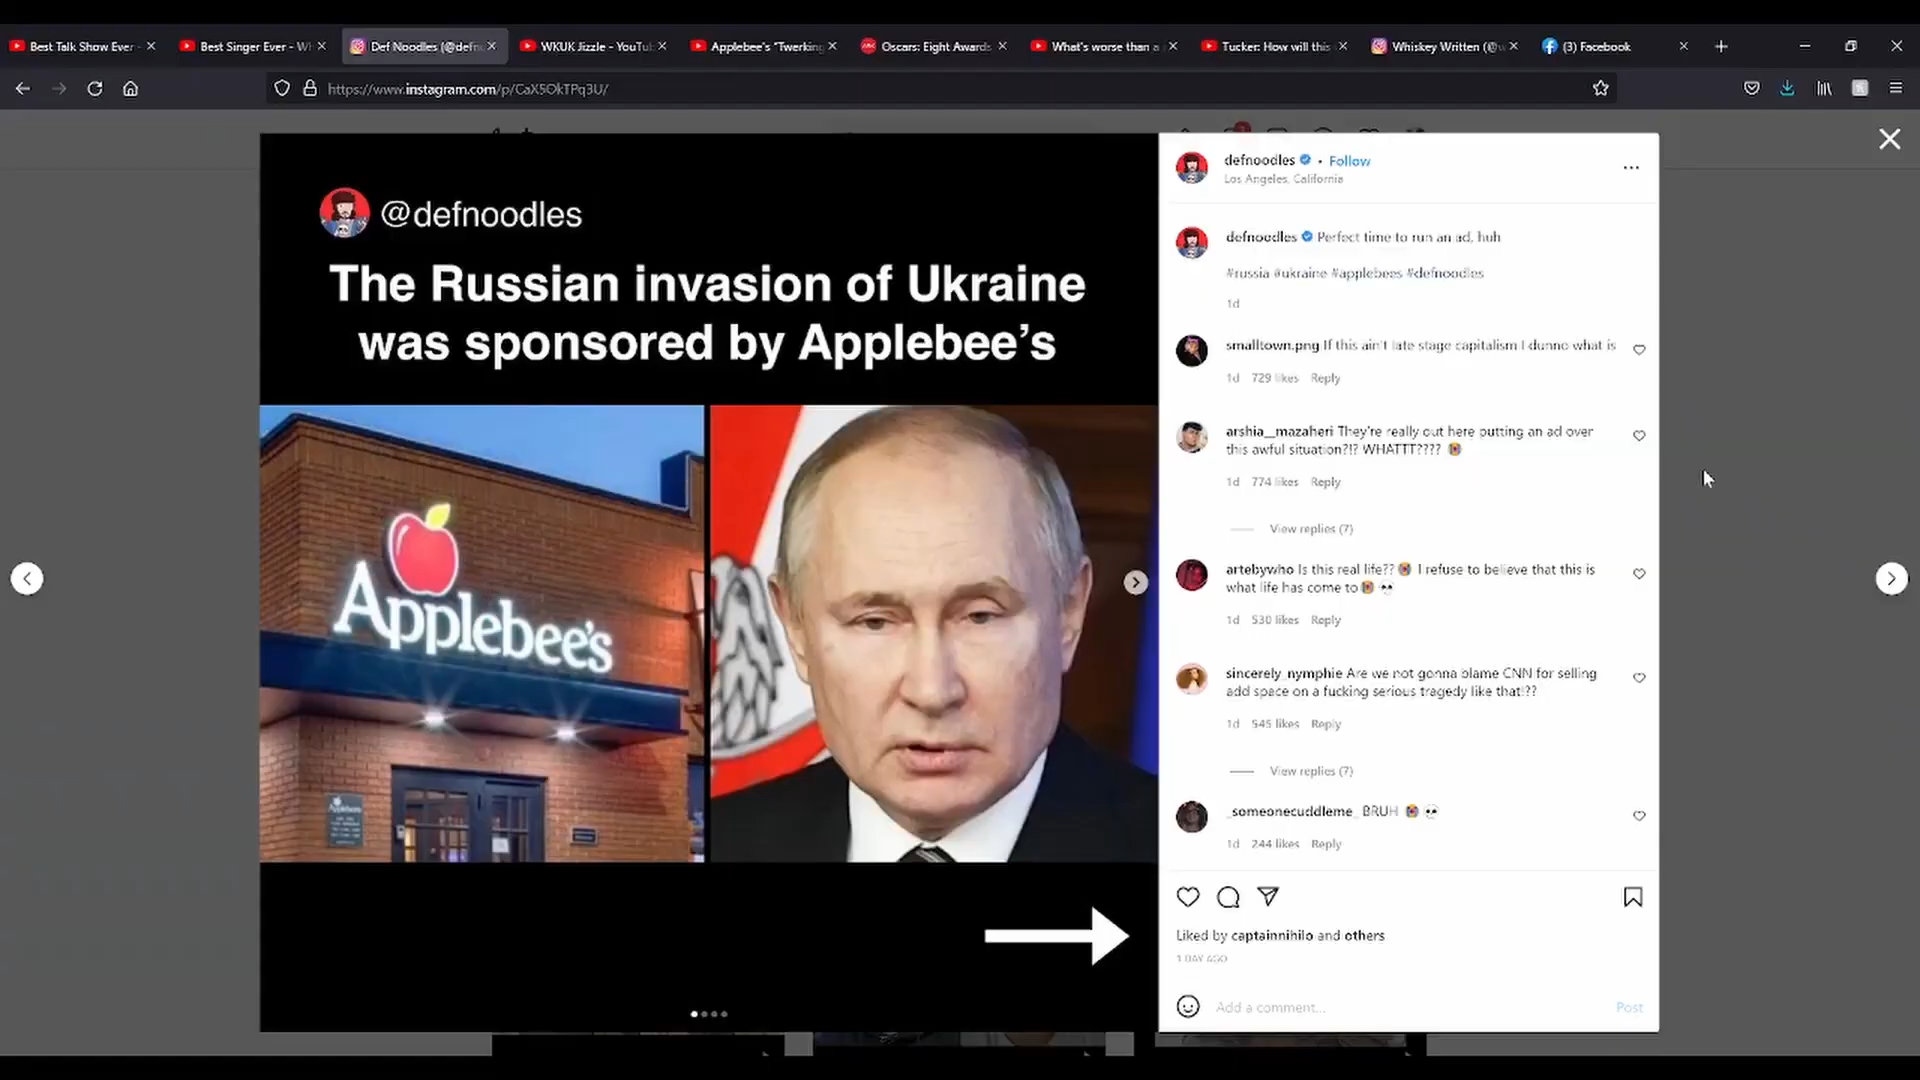 Best Talk Show Ever
Best Singer Ever - W
Def Noodles (@defn
WKUK Jizzle - YouTu
Applebee's "Twerking
Oscars: Eight Awards
What's worse than a
Tucker: How will this
Whiskey Written (@
(3) Facebook
https://www.instagram.com/p/CaX5OkTPq3U/
@defnoodles
The Russian invasion of Ukraine
was sponsored by Applebee's
Applebee's
defnoodles • Follow
Los Angeles, California
defnoodles Perfect time to run an ad, huh
#russia #ukraine #applebees #defnoodles
1d
smalltown.png If this ain't late stage capitalism I dunno what is
1d 729 likes Reply
arshia__mazaheri They're really out here putting an ad over
this awful situation?!? WHATTT????
1d 774 likes Reply
View replies (7)
artebywho Is this real life?? I refuse to believe that this is
what life has come to
1d 530 likes Reply
sincerely_nymphie Are we not gonna blame CNN for selling
add space on a fucking serious tragedy like that!??
1d 545 likes Reply
View replies (7)
_someonecuddleme_ BRUH
1d 244 likes Reply
Liked by captainnihilo and others
1 DAY AGO
Add a comment...
Post